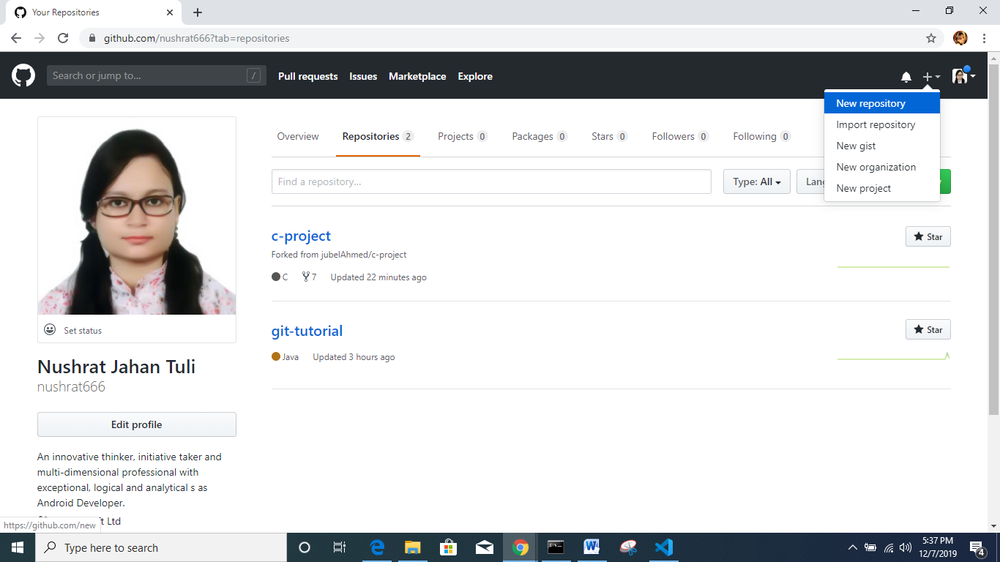 Your Repositories
github.com/nushrat666?tab=repositories
Search or jump to...
/
Pull requests
Issues
Marketplace
Explore
New repository
Import repository
New gist
New organization
New project
Overview
Repositories 2
Projects 0
Packages 0
Stars 0
Followers 0
Following 0
Find a repository...
Type: All
c-project
Star
Forked from jubelAhmed/c-project
C
7
Updated 22 minutes ago
git-tutorial
Star
Java
Updated 3 hours ago
Set status
Nushrat Jahan Tuli
nushrat666
Edit profile
An innovative thinker, initiative taker and
multi-dimensional professional with
exceptional, logical and analytical s as
Android Developer.
Ltd
https://github.com/new
Type here to search
5:37 PM
12/7/2019
4